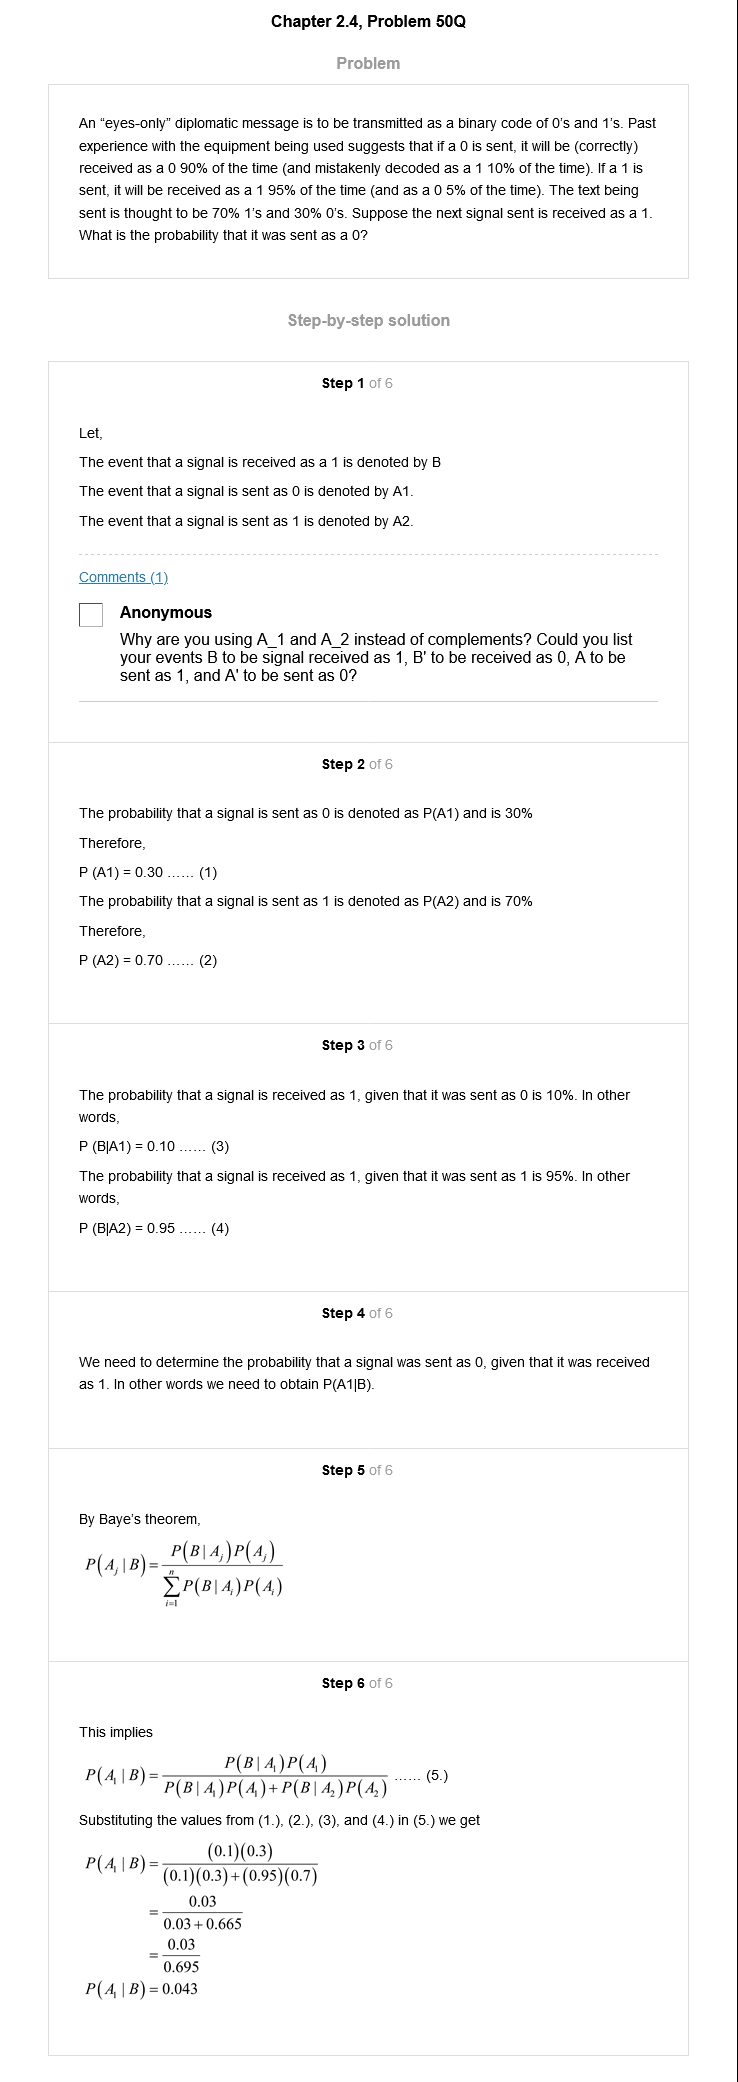 Chapter 2.4, Problem 50Q
Problem
An “eyes-only” diplomatic message is to be transmitted as a binary code of 0’s and 1’s. Past
experience with the equipment being used suggests that if a 0 is sent, it will be (correctly)
received as a 0 90% of the time (and mistakenly decoded as a 1 10% of the time). If a 1 is
sent, it will be received as a 1 95% of the time (and as a 0 5% of the time). The text being
sent is thought to be 70% 1’s and 30% 0’s. Suppose the next signal sent is received as a 1.
What is the probability that it was sent as a 0?
Step-by-step solution
Step 1 of 6
Let,
The event that a signal is received as a 1 is denoted by B
The event that a signal is sent as 0 is denoted by A1.
The event that a signal is sent as 1 is denoted by A2.
Comments (1)
Anonymous
Why are you using A_1 and A_2 instead of complements? Could you list
your events B to be signal received as 1, B' to be received as 0, A to be
sent as 1, and A' to be sent as 0?
Step 2 of 6
The probability that a signal is sent as 0 is denoted as P(A1) and is 30%
Therefore,
P (A1) = 0.30 …… (1)
The probability that a signal is sent as 1 is denoted as P(A2) and is 70%
Therefore,
P (A2) = 0.70 …… (2)
Step 3 of 6
The probability that a signal is received as 1, given that it was sent as 0 is 10%. In other
words,
P (B|A1) = 0.10 …… (3)
The probability that a signal is received as 1, given that it was sent as 1 is 95%. In other
words,
P (B|A2) = 0.95 …… (4)
Step 4 of 6
We need to determine the probability that a signal was sent as 0, given that it was received
as 1. In other words we need to obtain P(A1|B).
Step 5 of 6
By Baye’s theorem,
P(A_j | B) = P(B | A_j)P(A_j) / ∑_{i=1}^{n} P(B | A_i)P(A_i)
Step 6 of 6
This implies
P(A_1 | B) = P(B | A_1)P(A_1) / P(B | A_1)P(A_1) + P(B | A_2)P(A_2) …… (5.)
Substituting the values from (1.), (2.), (3), and (4.) in (5.) we get
P(A_1 | B) = (0.1)(0.3) / (0.1)(0.3) + (0.95)(0.7)
= 0.03 / 0.03 + 0.665
= 0.03 / 0.695
P(A_1 | B) = 0.043